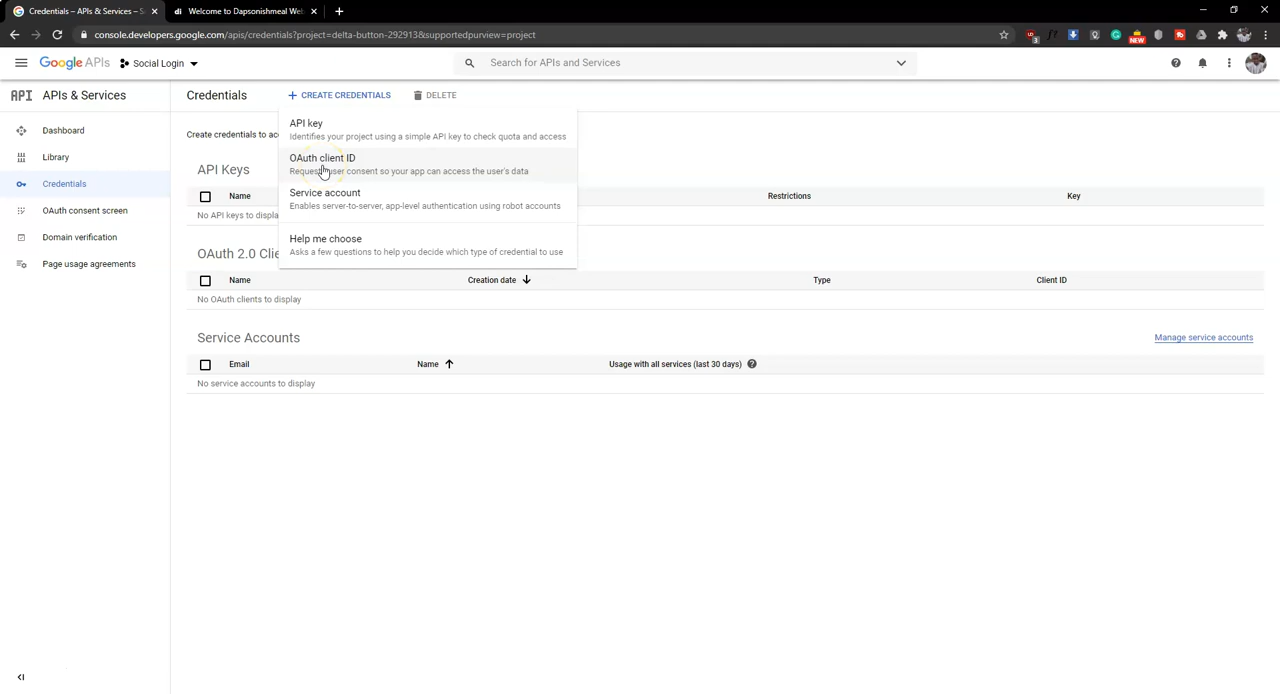 Credentials – APIs & Services – S
di Welcome to Dapsonishmeal Web
console.developers.google.com/apis/credentials?project=delta-button-292913&supportedpurview=project
NEW
3
Google APIs Social Login
Search for APIs and Services
API APIs & Services
Credentials
CREATE CREDENTIALS
DELETE
Dashboard
Library
Credentials
OAuth consent screen
Domain verification
Page usage agreements
Create credentials to acc
API key
Identifies your project using a simple API key to check quota and access
OAuth client ID
Requests user consent so your app can access the user's data
Service account
Enables server-to-server, app-level authentication using robot accounts
Help me choose
Asks a few questions to help you decide which type of credential to use
API Keys
Name Restrictions Key
No API keys to displa
OAuth 2.0 Clie
Name Creation date Type Client ID
No OAuth clients to display
Service Accounts
Manage service accounts
Email Name Usage with all services (last 30 days)
No service accounts to display